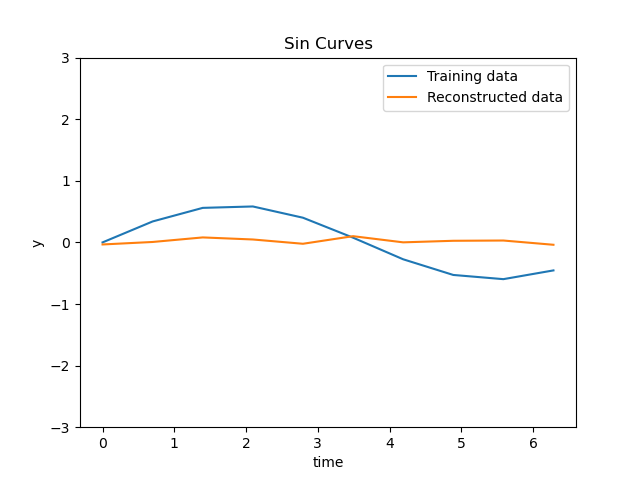 Sin Curves
Training data
Reconstructed data
3
2
1
0
−1
−2
−3
y
0 1 2 3 4 5 6
time